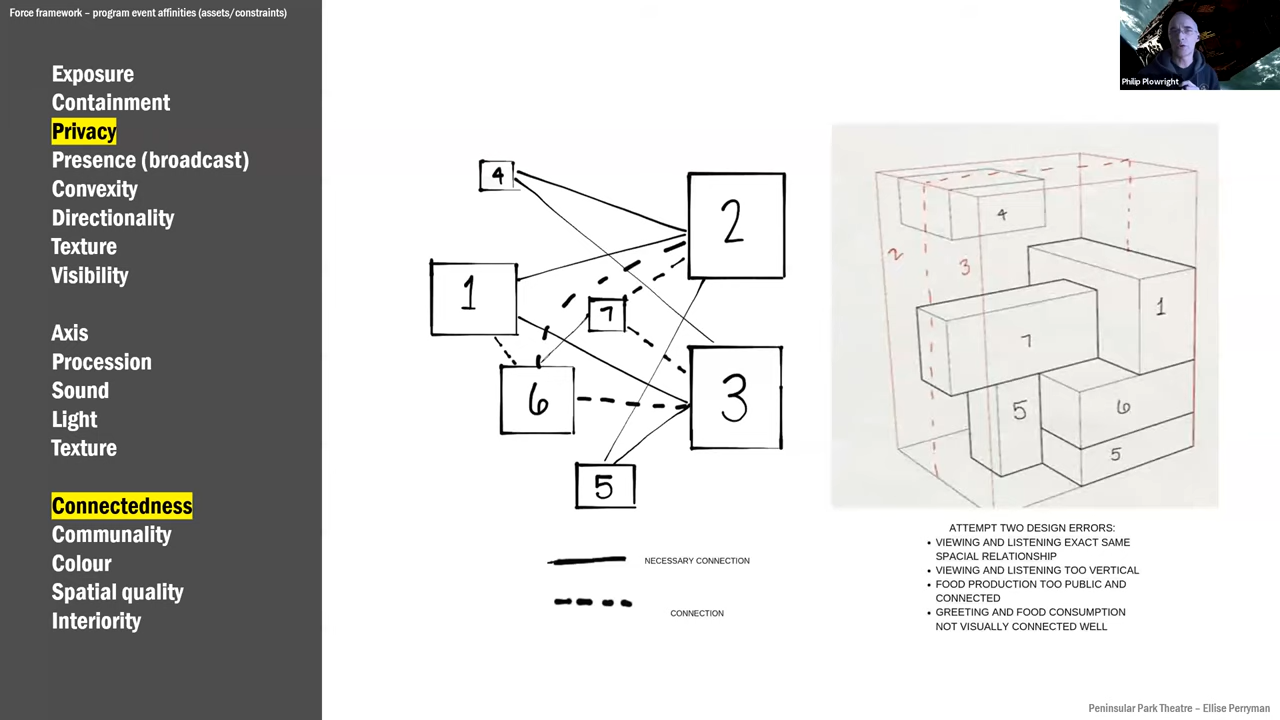 Force framework – program event affinities (assets/constraints)
Philip Plowright
Exposure
Containment
Privacy
Presence (broadcast)
Convexity
Directionality
Texture
Visibility
Axis
Procession
Sound
Light
Texture
Connectedness
Communality
Colour
Spatial quality
Interiority
4
2
1
7
6
3
5
NECESSARY CONNECTION
CONNECTION
4
2
3
1
7
5
6
5
ATTEMPT TWO DESIGN ERRORS:
• VIEWING AND LISTENING EXACT SAME
SPACIAL RELATIONSHIP
• VIEWING AND LISTENING TOO VERTICAL
• FOOD PRODUCTION TOO PUBLIC AND
CONNECTED
• GREETING AND FOOD CONSUMPTION
NOT VISUALLY CONNECTED WELL
Peninsular Park Theatre – Ellise Perryman